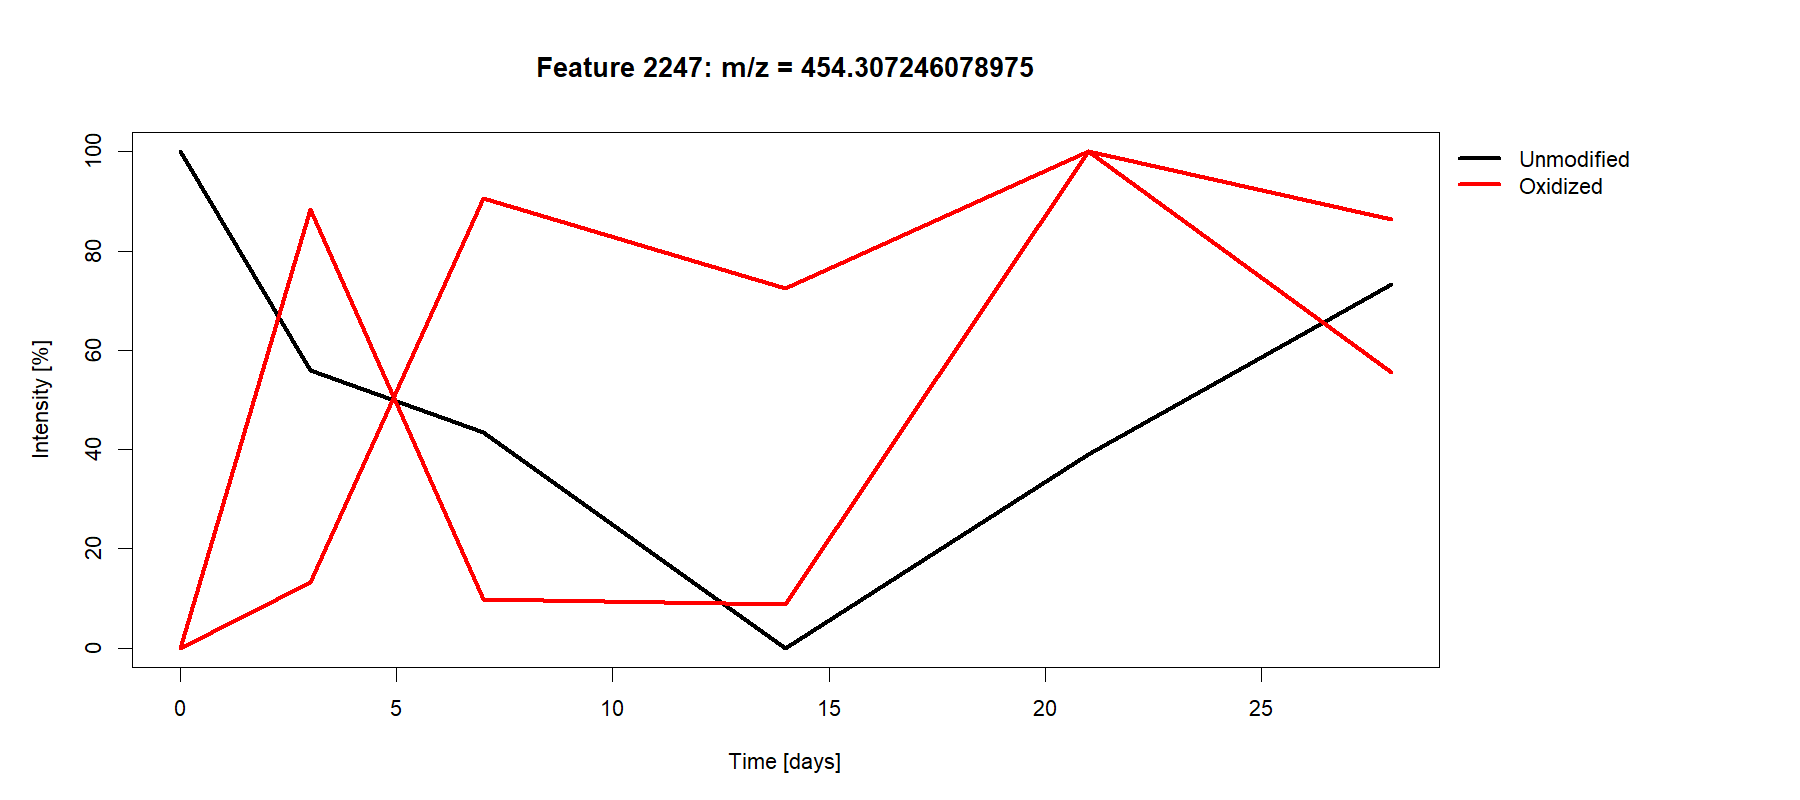 Feature 2247: m/z = 454.307246078975
Unmodified
Oxidized
Intensity [%]
100
80
60
40
20
0
0 5 10 15 20 25
Time [days]